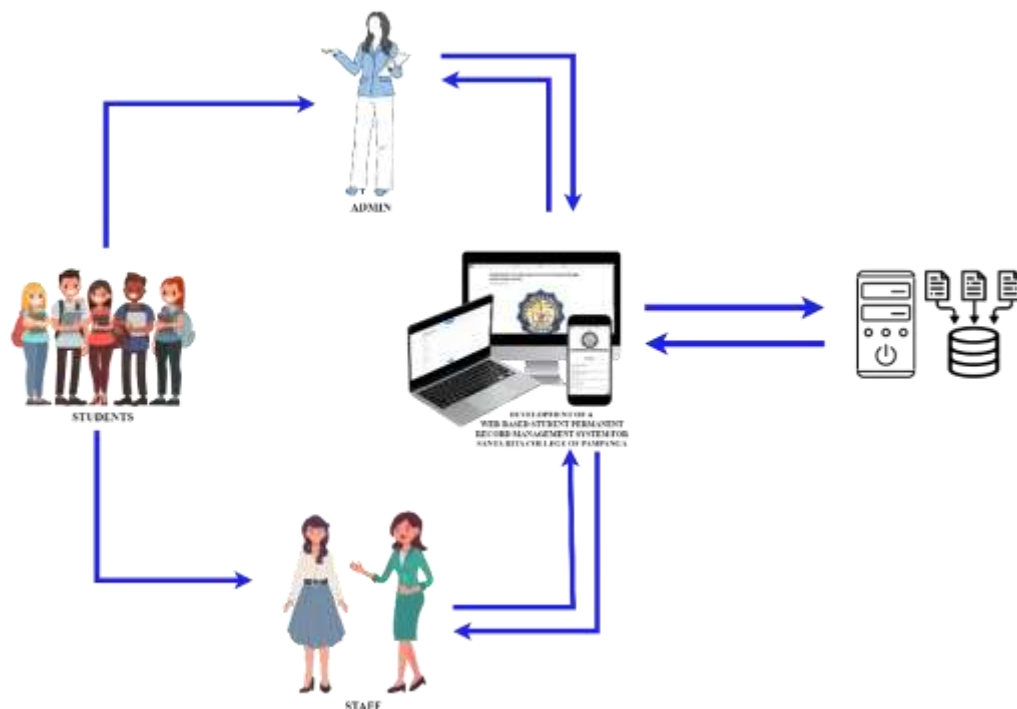 ADMIN
STUDENTS
DEVELOPMENT OF A
WEB-BASED STUDENT PERMANENT
RECORD MANAGEMENT SYSTEM FOR
SANTA RITA COLLEGE OF PAMPANGA
STAFF